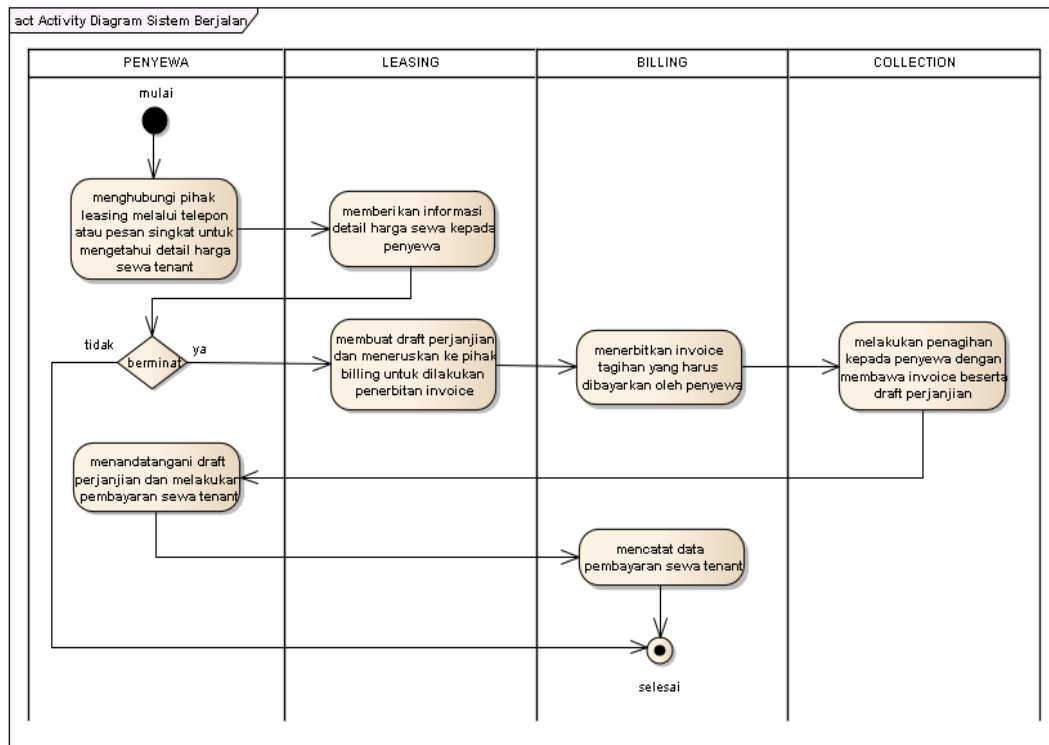 act Activity Diagram Sistem Berjalan
PENYEWA
LEASING
BILLING
COLLECTION
mulai
menghubungi pihak
leasing melalui telepon
atau pesan singkat untuk
mengetahui detail harga
sewa tenant
memberikan informasi
detail harga sewa kepada
penyewa
tidak
berminat
ya
membuat draft perjanjian
dan meneruskan ke pihak
billing untuk dilakukan
penerbitan invoice
menerbitkan invoice
tagihan yang harus
dibayarkan oleh penyewa
melakukan penagihan
kepada penyewa dengan
membawa invoice beserta
draft perjanjian
menandatangani draft
perjanjian dan melakukan
pembayaran sewa tenant
mencatat data
pembayaran sewa tenant
selesai